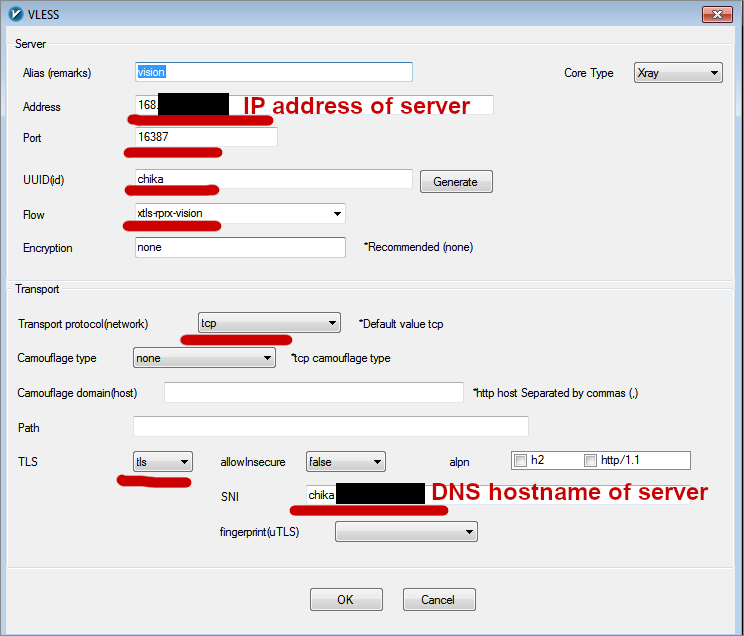 VLESS
Server
Alias (remarks) vision Core Type Xray
Address 168. IP address of server
Port 16387
UUID(id) chika Generate
Flow xtls-rprx-vision
Encryption none *Recommended (none)
Transport
Transport protocol(network) tcp *Default value tcp
Camouflage type none *tcp camouflage type
Camouflage domain(host) *http host Separated by commas (,)
Path
TLS tls allowInsecure false alpn h2 http/1.1
SNI chika DNS hostname of server
fingerprint(uTLS)
OK Cancel